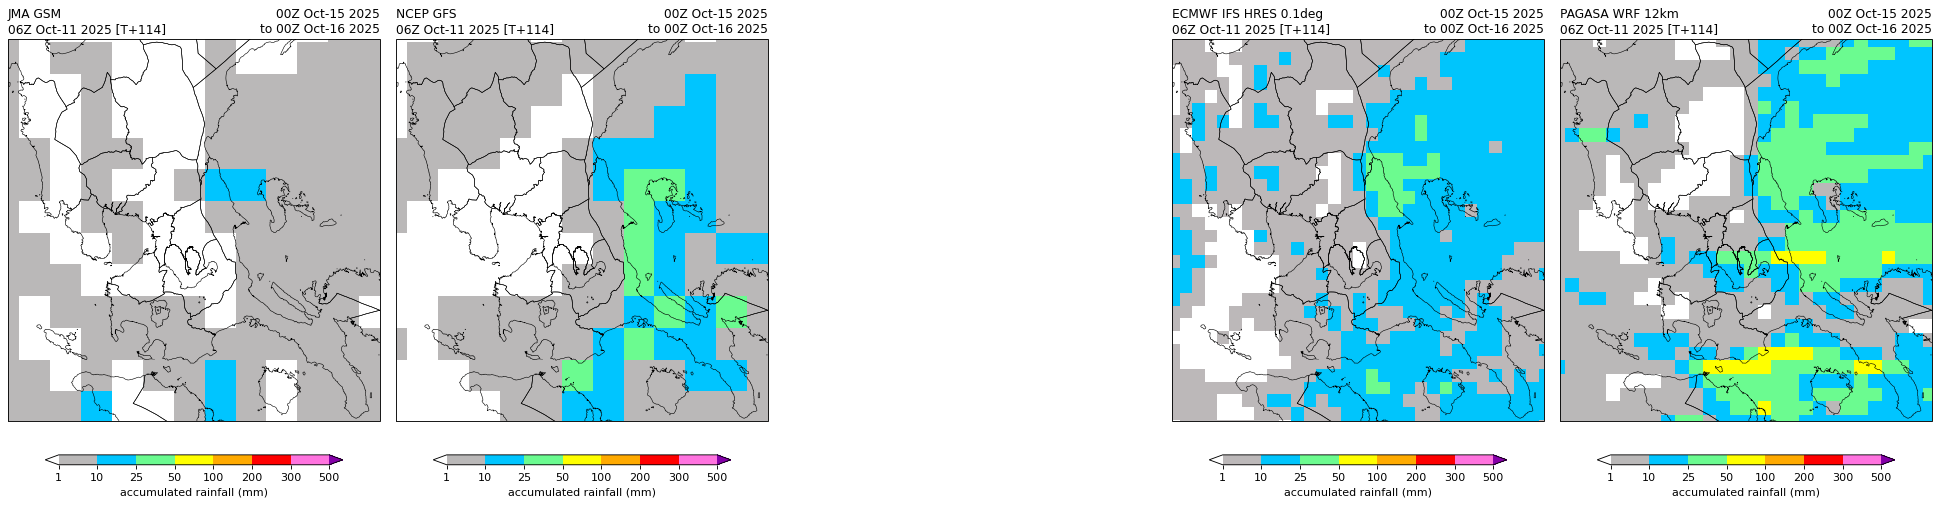 JMA GSM 00Z Oct-15 2025
06Z Oct-11 2025 [T+114] to 00Z Oct-16 2025
1 10 25 50 100 200 300 500
accumulated rainfall (mm)
NCEP GFS 00Z Oct-15 2025
06Z Oct-11 2025 [T+114] to 00Z Oct-16 2025
1 10 25 50 100 200 300 500
accumulated rainfall (mm)
ECMWF IFS HRES 0.1deg 00Z Oct-15 2025
06Z Oct-11 2025 [T+114] to 00Z Oct-16 2025
1 10 25 50 100 200 300 500
accumulated rainfall (mm)
PAGASA WRF 12km 00Z Oct-15 2025
06Z Oct-11 2025 [T+114] to 00Z Oct-16 2025
1 10 25 50 100 200 300 500
accumulated rainfall (mm)